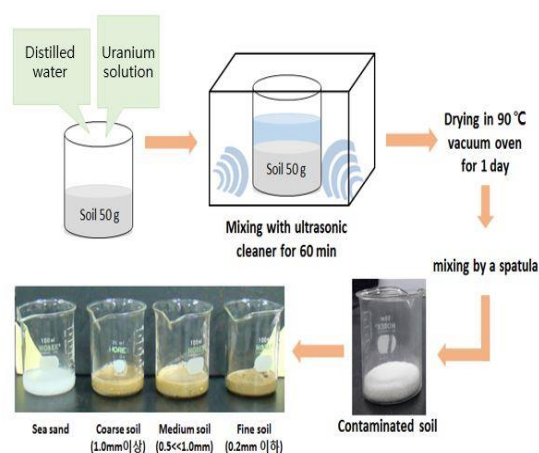 Distilled
water
Uranium
solution
Soil 50 g
Soil 50 g
Mixing with ultrasonic
cleaner for 60 min
Drying in 90 ℃
vacuum oven
for 1 day
mixing by a spatula
Contaminated soil
Sea sand
Coarse soil
(1.0mm이상)
Medium soil
(0.5<<1.0mm)
Fine soil
(0.2mm 이하)